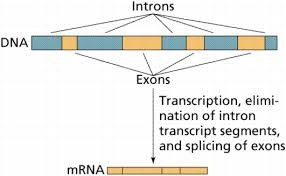 Introns
DNA
Exons
Transcription, elimi-
nation of intron
transcript segments,
and splicing of exons
mRNA